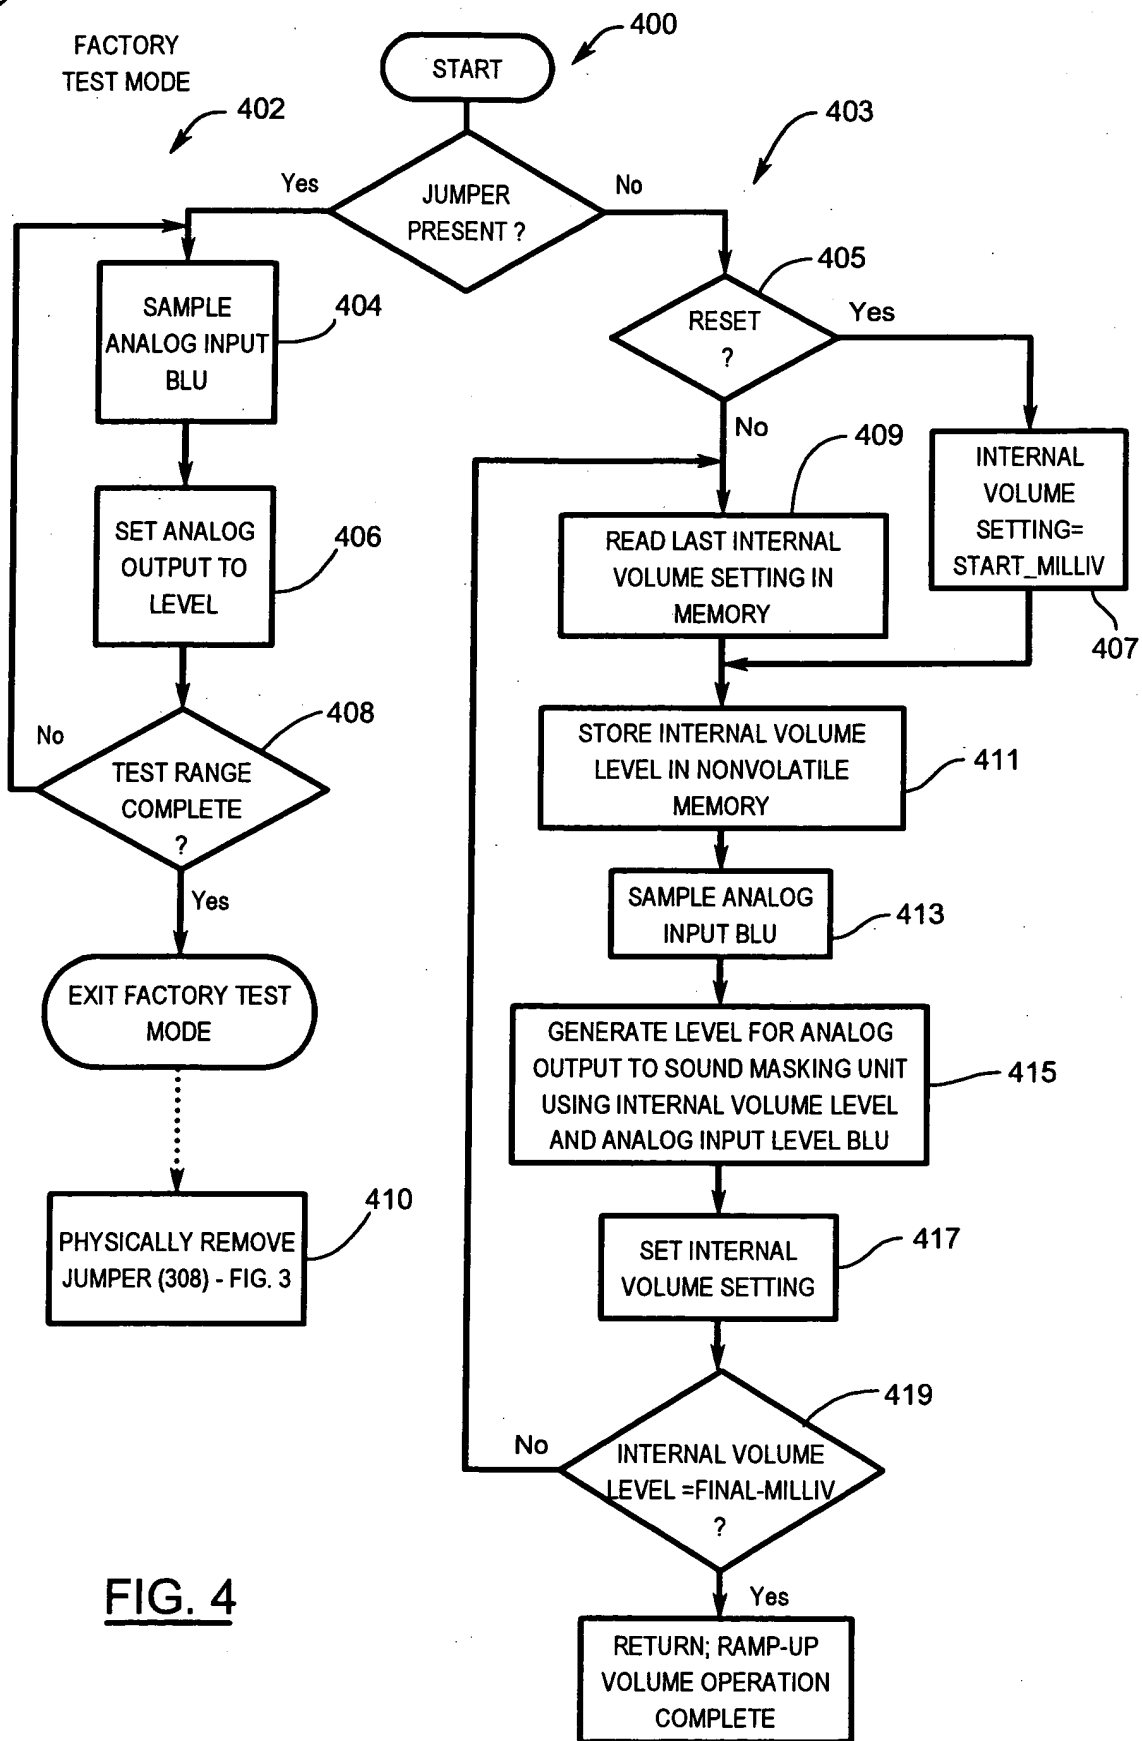 FACTORY
TEST MODE
START
400
402
403
JUMPER
PRESENT ?
Yes
No
SAMPLE
ANALOG INPUT
BLU
404
SET ANALOG
OUTPUT TO
LEVEL
406
TEST RANGE
COMPLETE
?
408
No
Yes
EXIT FACTORY TEST
MODE
PHYSICALLY REMOVE
JUMPER (308) - FIG. 3
410
RESET
?
405
Yes
No
INTERNAL
VOLUME
SETTING=
START_MILLIV
407
READ LAST INTERNAL
VOLUME SETTING IN
MEMORY
409
STORE INTERNAL VOLUME
LEVEL IN NONVOLATILE
MEMORY
411
SAMPLE ANALOG
INPUT BLU
413
GENERATE LEVEL FOR ANALOG
OUTPUT TO SOUND MASKING UNIT
USING INTERNAL VOLUME LEVEL
AND ANALOG INPUT LEVEL BLU
415
SET INTERNAL
VOLUME SETTING
417
INTERNAL VOLUME
LEVEL =FINAL-MILLIV
?
419
No
Yes
RETURN; RAMP-UP
VOLUME OPERATION
COMPLETE
FIG. 4